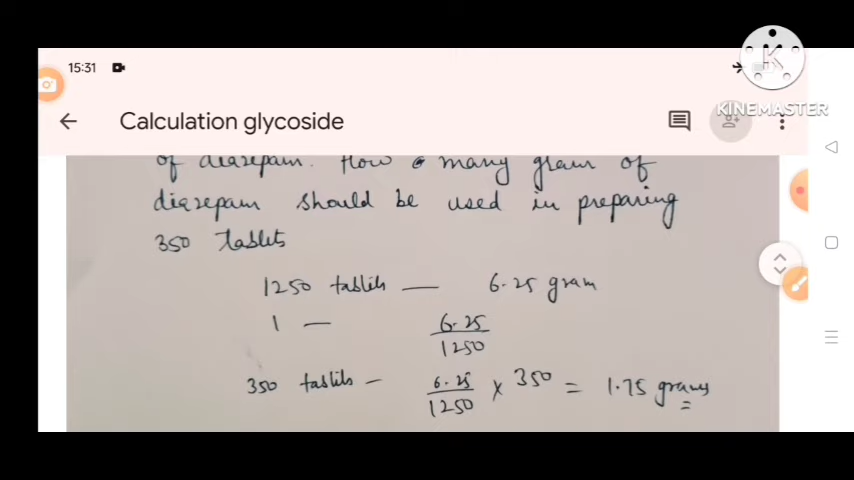 15:31
KINEMASTER
Calculation glycoside
of diazepam. How many gram of
diazepam should be used in preparing
350 tablets
1250 tablets — 6.25 gram
1 — 6.25
1250
350 tablets — 6.25 × 350 = 1.75 grams
1250